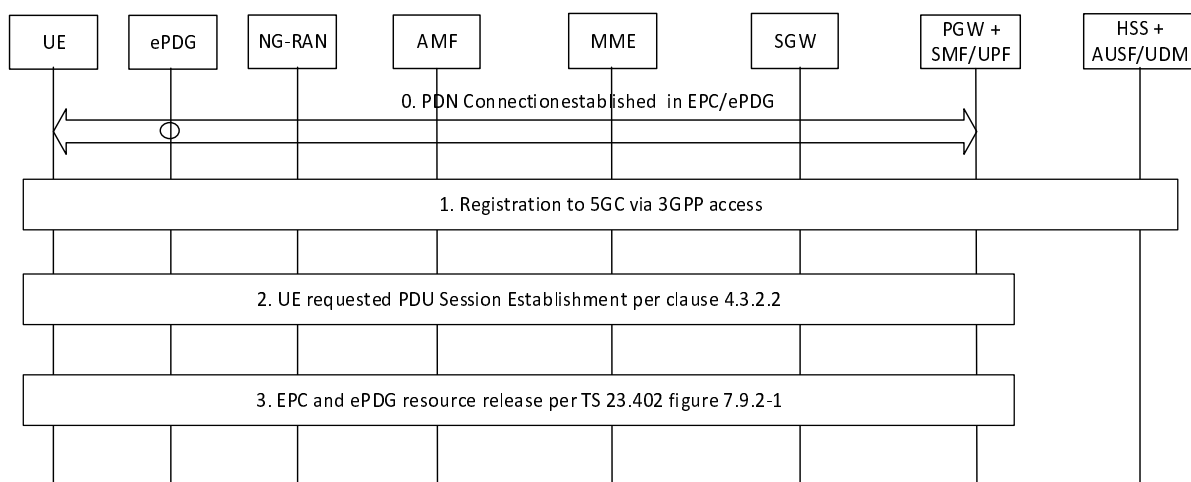 UE
ePDG
NG-RAN
AMF
MME
SGW
PGW +
SMF/UPF
HSS +
AUSF/UDM
0. PDN Connectionestablished in EPC/ePDG
1. Registration to 5GC via 3GPP access
2. UE requested PDU Session Establishment per clause 4.3.2.2
3. EPC and ePDG resource release per TS 23.402 figure 7.9.2-1